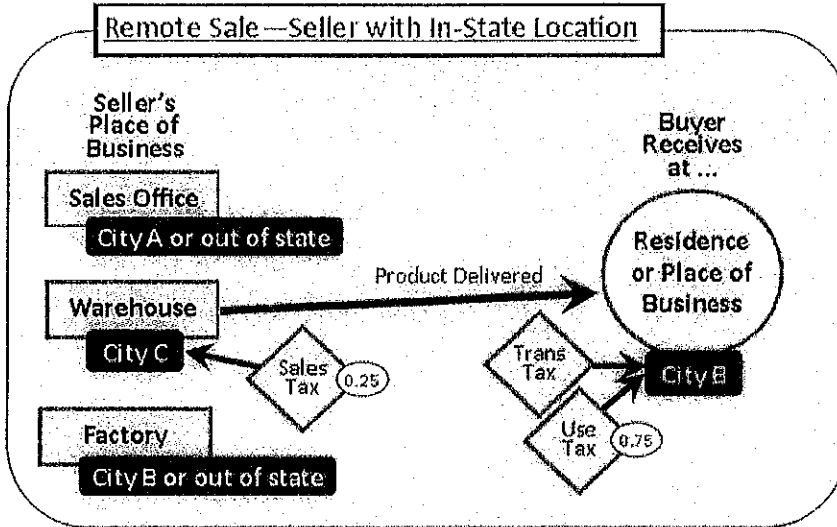 Remote Sale—Seller with In-State Location
Seller's
Place of
Business
Sales Office
City A or out of state
Warehouse
City C
Factory
City B or out of state
Product Delivered
Sales
Tax
0.25
Buyer
Receives
at ...
Residence
or Place of
Business
City B
Trans
Tax
Use
Tax
0.75